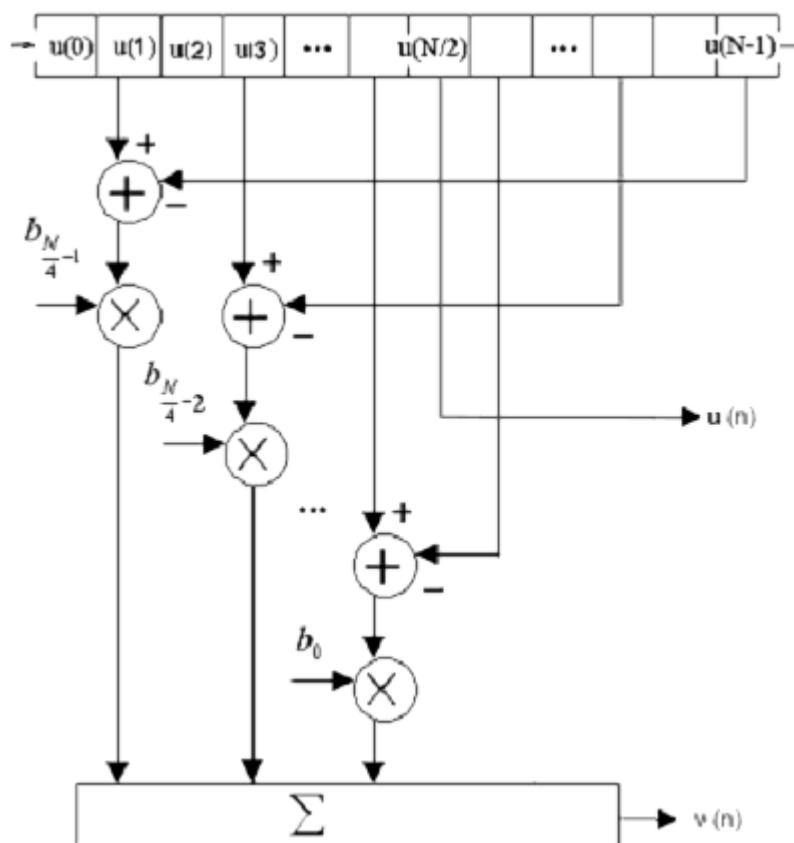 u(0) u(1) u(2) u(3) ... u(N/2) ... u(N-1)
+
+
−
b_{N/4-1}
×
+
+
−
b_{N/4-2}
×
u(n)
...
+
+
−
b_0
×
Σ
v(n)